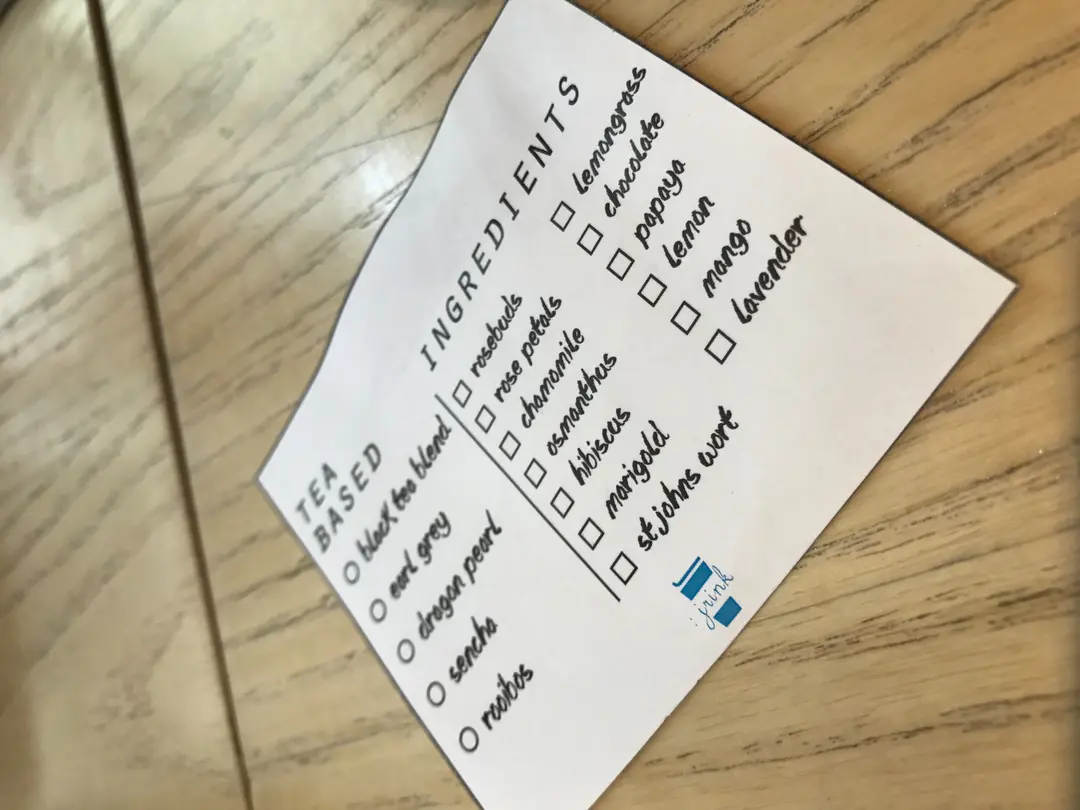 TEA
BASED
black tea blend
earl grey
dragon pearl
sencha
rooibos
INGREDIENTS
rosebuds
rose petals
chamomile
osmanthus
hibiscus
marigold
st johns wort
lemongrass
chocolate
papaya
lemon
mango
lavender
jrink